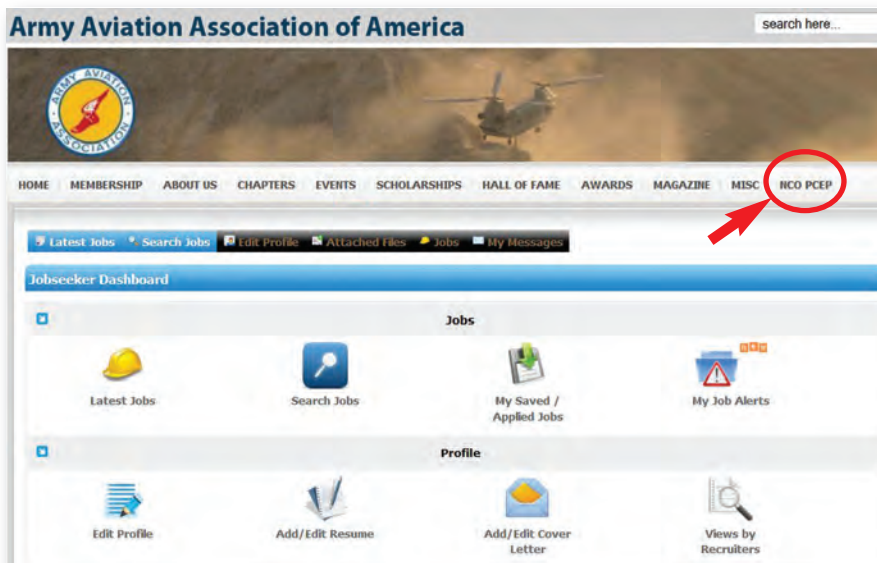 Army Aviation Association of America
search here...
ARMY AVIATION
ASSOCIATION
HOME MEMBERSHIP ABOUT US CHAPTERS EVENTS SCHOLARSHIPS HALL OF FAME AWARDS MAGAZINE MISC NCO PCEP
Latest Jobs Search Jobs Edit Profile Attached Files Jobs My Messages
Jobseeker Dashboard
Jobs
Latest Jobs Search Jobs My Saved / My Job Alerts
Applied Jobs
Profile
Edit Profile Add/Edit Resume Add/Edit Cover Views by
Letter Recruiters